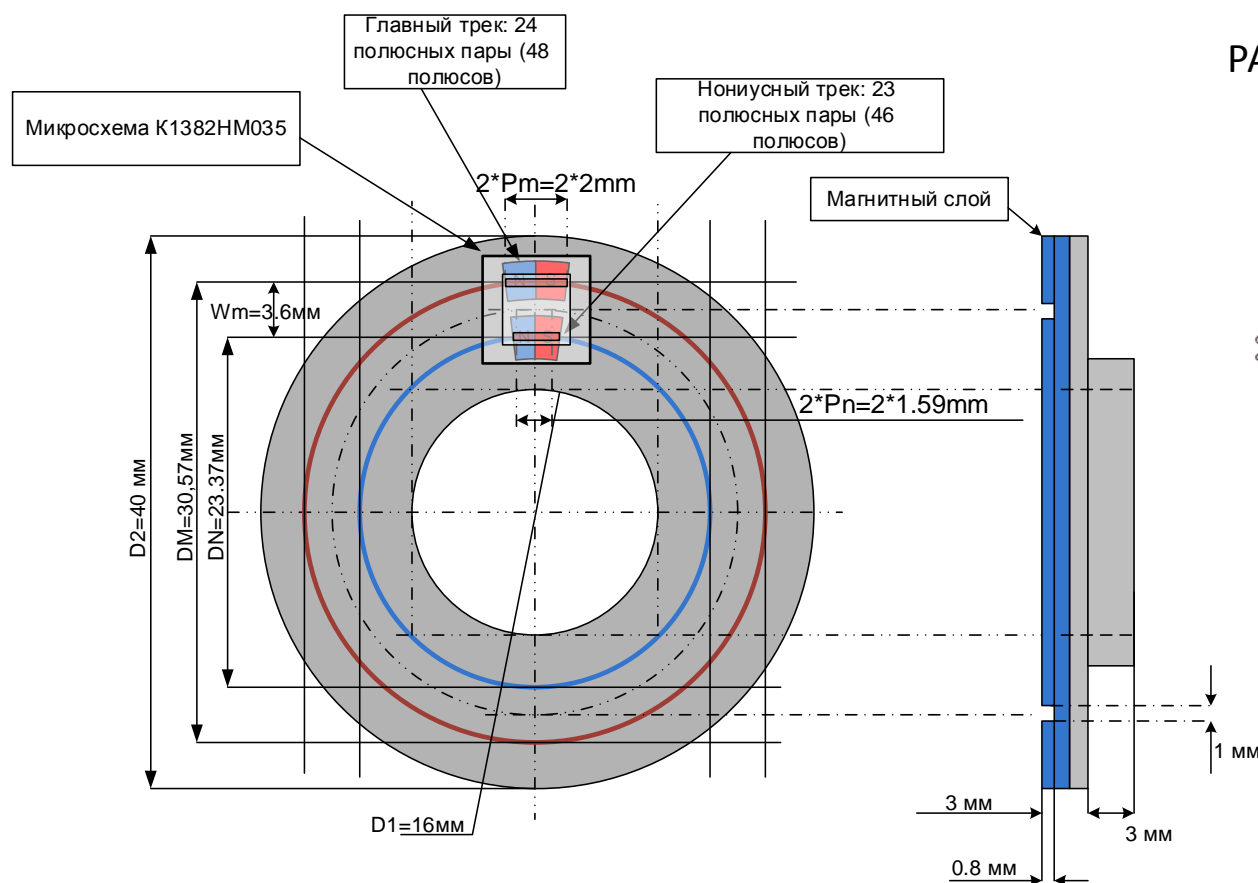 Главный трек: 24
полюсных пары (48
полюсов)
РА
Микросхема К1382НМ035
Нониусный трек: 23
полюсных пары (46
полюсов)
2*Pm=2*2mm
Магнитный слой
Wm=3.6мм
N S
N S
2*Pn=2*1.59mm
D2=40 мм
DM=30,57мм
DN=23.37мм
D1=16мм
1 мм
3 мм
3 мм
0.8 мм